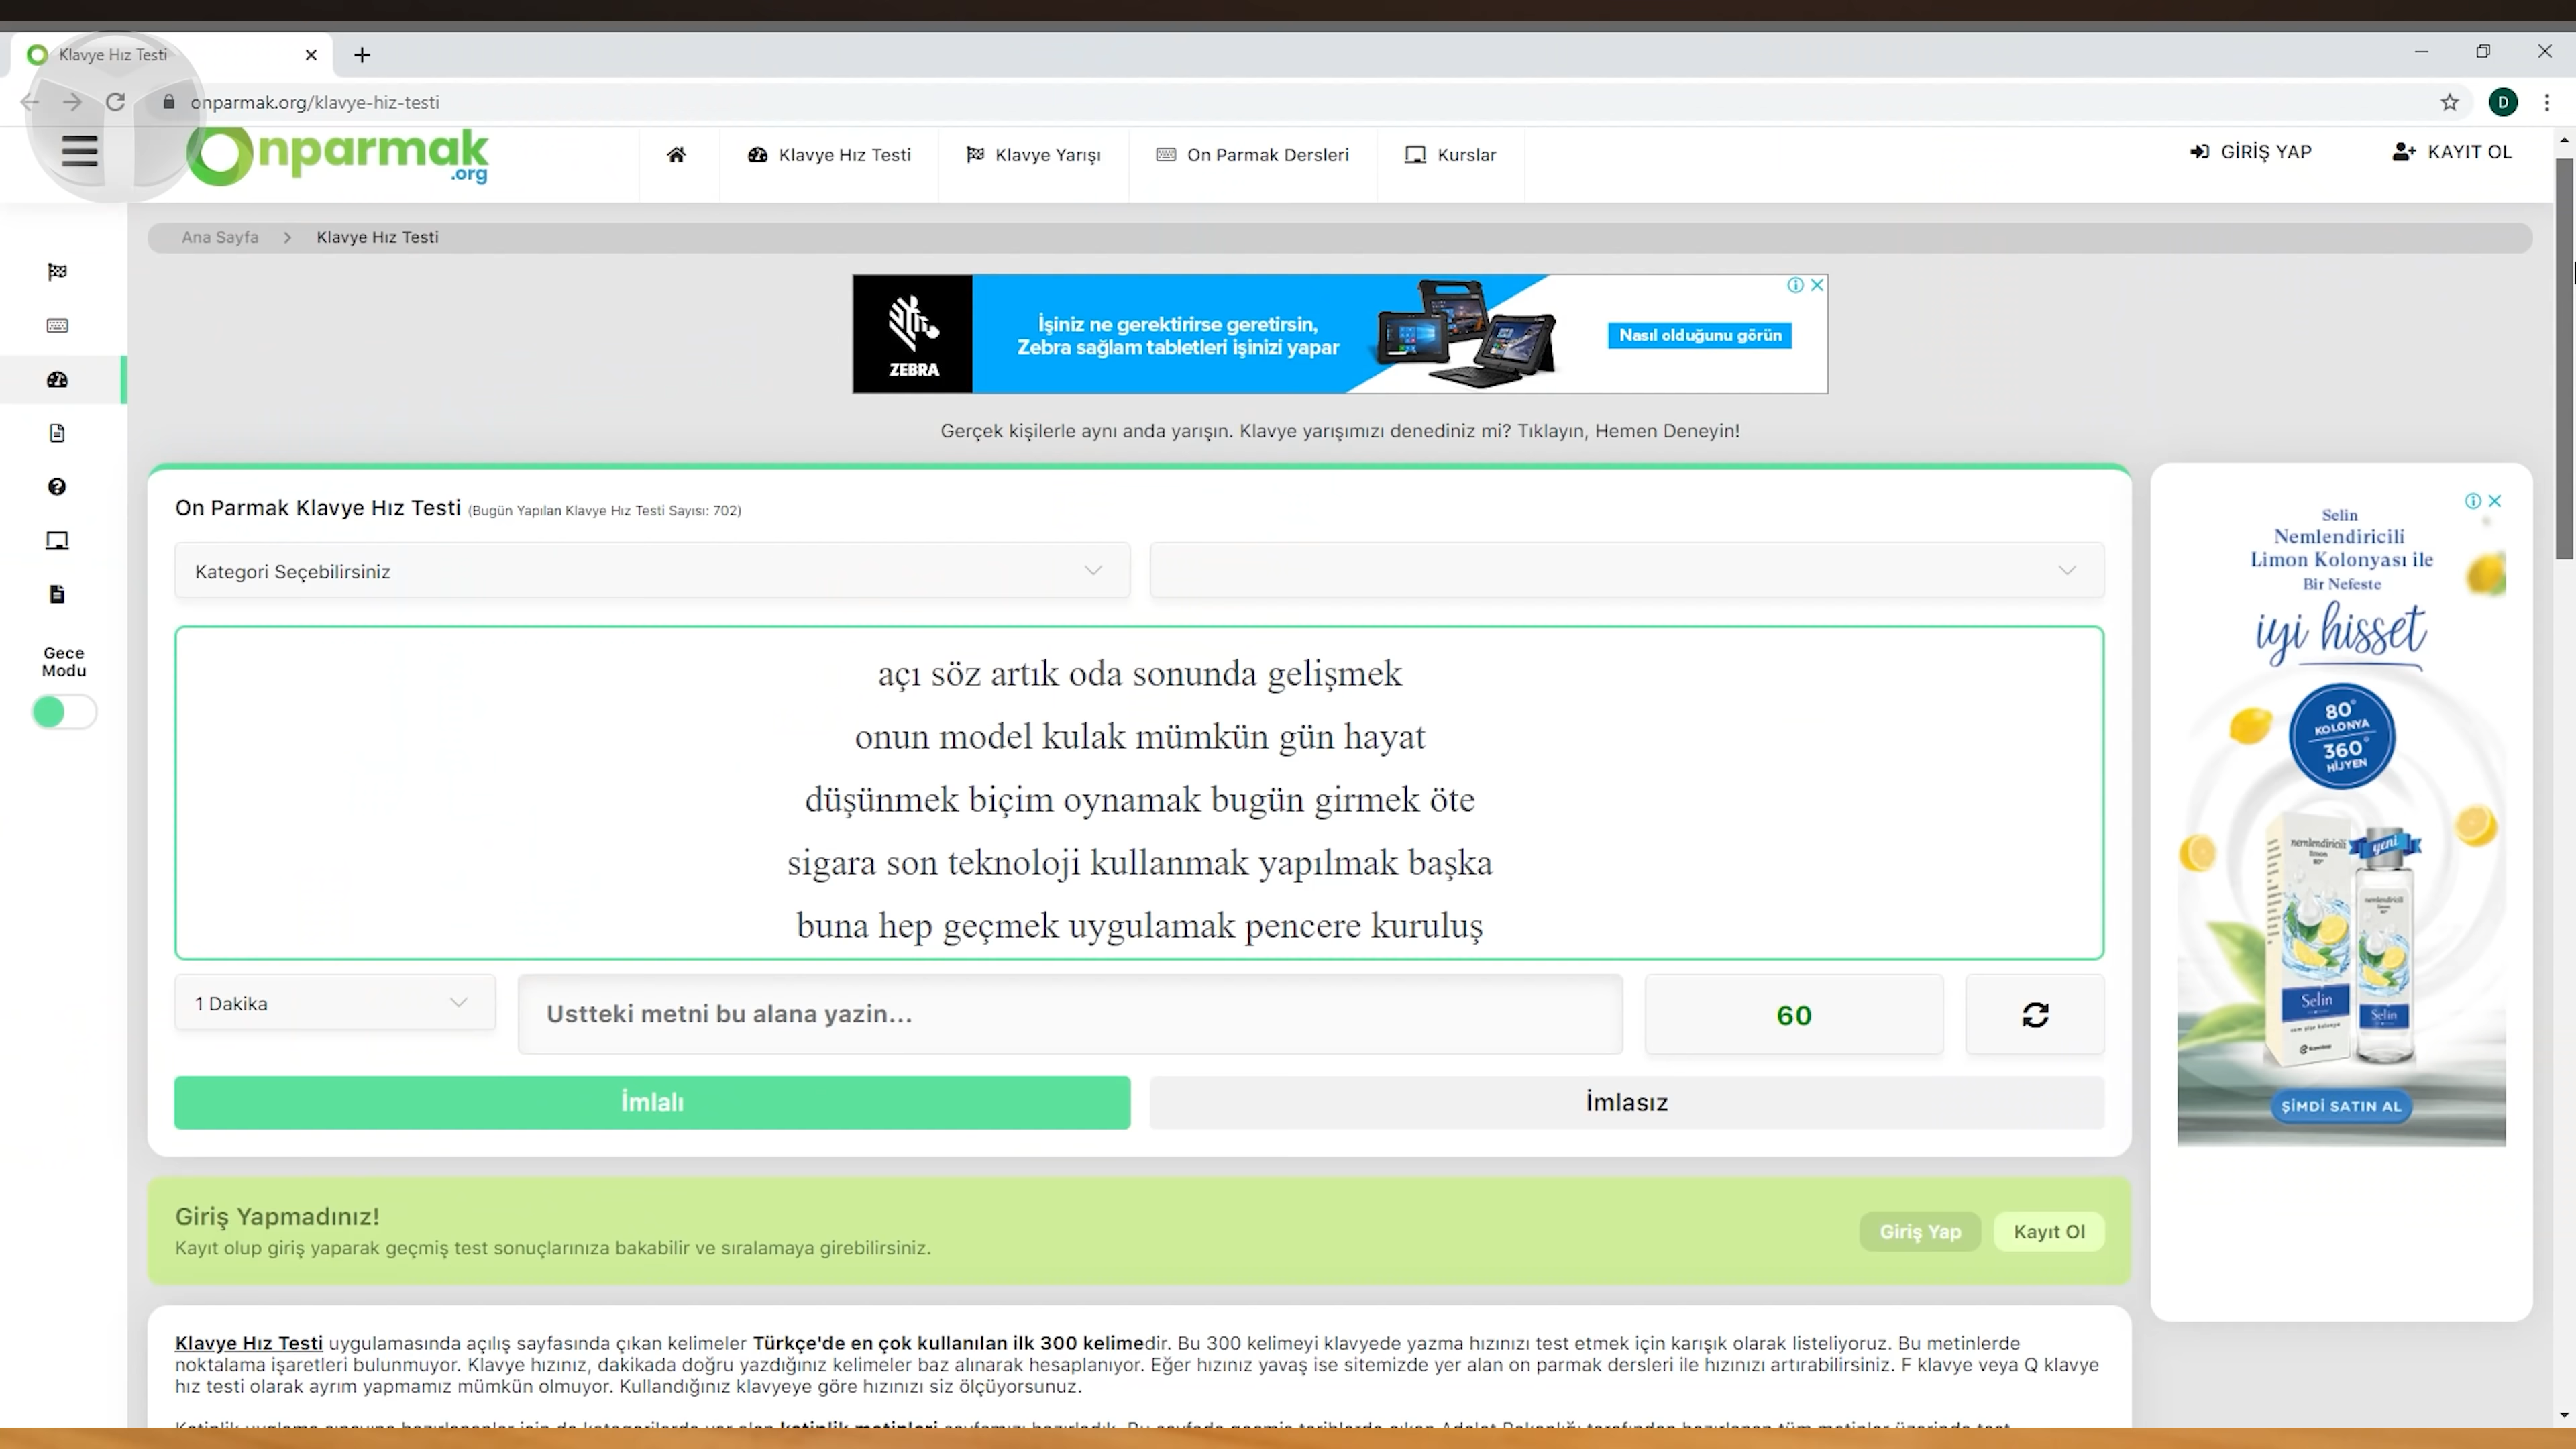 Klavye Hız Testi
onparmak.org/klavye-hiz-testi
D
Onparmak
.org
Klavye Hız Testi
Klavye Yarışı
On Parmak Dersleri
Kurslar
GİRİŞ YAP
KAYIT OL
Ana Sayfa > Klavye Hız Testi
ZEBRA
İşiniz ne gerektirirse geretirsin,
Zebra sağlam tabletleri işinizi yapar
Nasıl olduğunu görün
Gerçek kişilerle aynı anda yarışın. Klavye yarışımızı denediniz mi? Tıklayın, Hemen Deneyin!
On Parmak Klavye Hız Testi (Bugün Yapılan Klavye Hız Testi Sayısı: 702)
Kategori Seçebilirsiniz
açı söz artık oda sonunda gelişmek
onun model kulak mümkün gün hayat
düşünmek biçim oynamak bugün girmek öte
sigara son teknoloji kullanmak yapılmak başka
buna hep geçmek uygulamak pencere kuruluş
1 Dakika
Ustteki metni bu alana yazin...
60
İmlalı
İmlasız
Gece
Modu
Giriş Yapmadınız!
Kayıt olup giriş yaparak geçmiş test sonuçlarınıza bakabilir ve sıralamaya girebilirsiniz.
Giriş Yap
Kayıt Ol
Klavye Hız Testi uygulamasında açılış sayfasında çıkan kelimeler Türkçe'de en çok kullanılan ilk 300 kelimedir. Bu 300 kelimeyi klavyede yazma hızınızı test etmek için karışık olarak listeliyoruz. Bu metinlerde
noktalama işaretleri bulunmuyor. Klavye hızınız, dakikada doğru yazdığınız kelimeler baz alınarak hesaplanıyor. Eğer hızınız yavaş ise sitemizde yer alan on parmak dersleri ile hızınızı artırabilirsiniz. F klavye veya Q klavye
hız testi olarak ayrım yapmamız mümkün olmuyor. Kullandığınız klavyeye göre hızınızı siz ölçüyorsunuz.
Selin
Nemlendiricili
Limon Kolonyası ile
Bir Nefeste
iyi hisset
80°
KOLONYA
360°
HİJYEN
nemlendiricili
limon
80°
yeni
Selin
Selin
ŞİMDİ SATIN AL